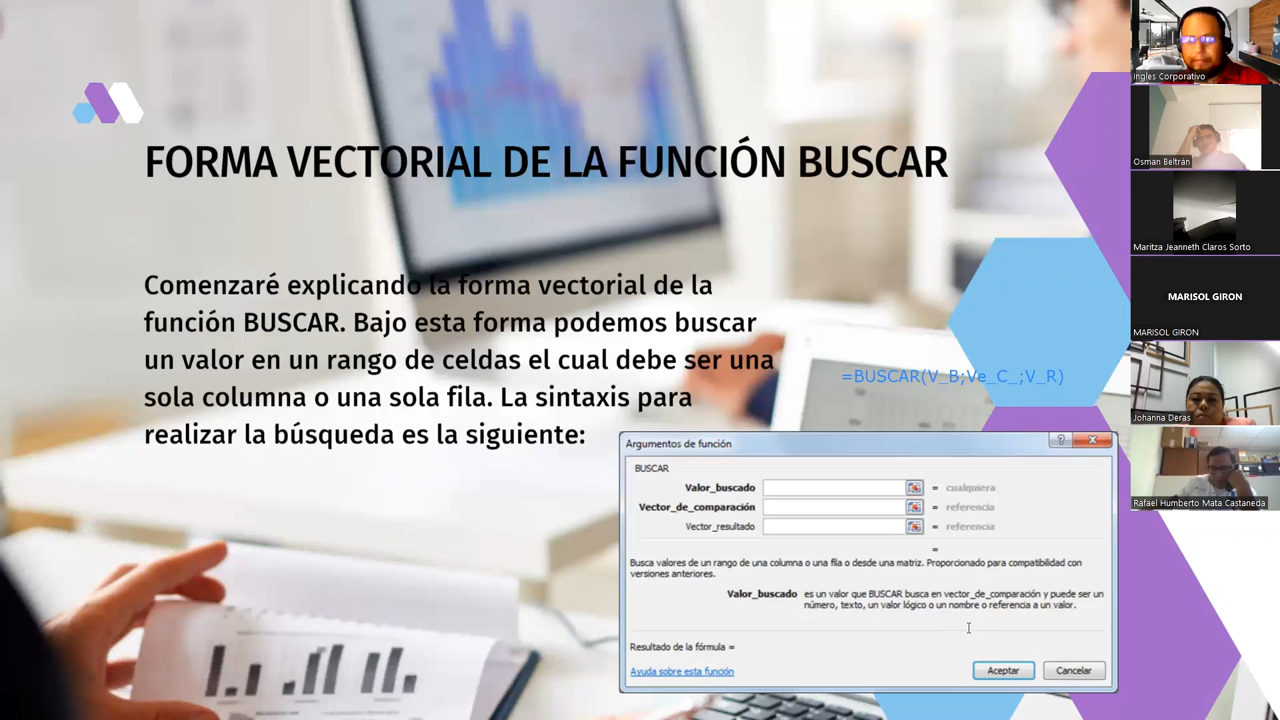 FORMA VECTORIAL DE LA FUNCIÓN BUSCAR
Comenzaré explicando la forma vectorial de la
función BUSCAR. Bajo esta forma podemos buscar
un valor en un rango de celdas el cual debe ser una
sola columna o una sola fila. La sintaxis para
realizar la búsqueda es la siguiente:
=BUSCAR(V_B;Ve_C_;V_R)
Argumentos de función
BUSCAR
Valor_buscado = cualquiera
Vector_de_comparación = referencia
Vector_resultado = referencia
=
Busca valores de un rango de una columna o una fila o desde una matriz. Proporcionado para compatibilidad con
versiones anteriores.
Valor_buscado es un valor que BUSCAR busca en vector_de_comparación y puede ser un
número, texto, un valor lógico o un nombre o referencia a un valor.
Resultado de la fórmula =
Ayuda sobre esta función
Aceptar
Cancelar
Ingles Corporativo
Osman Beltrán
Maritza Jeanneth Claros Sorto
MARISOL GIRON
MARISOL GIRON
Johanna Deras
Rafael Humberto Mata Castaneda